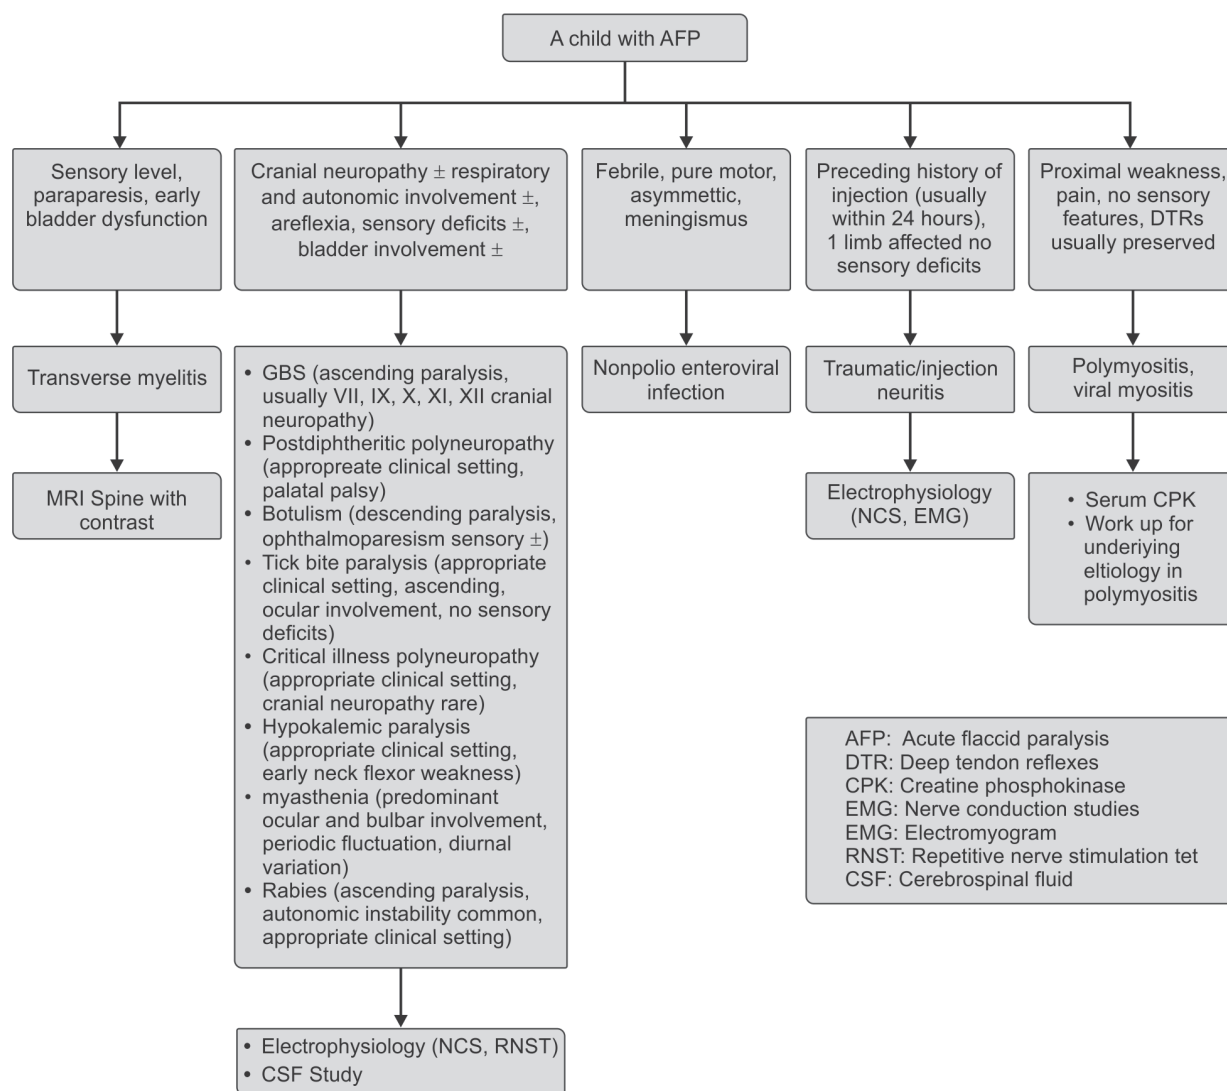 A child with AFP
Sensory level,
paraparesis, early
bladder dysfunction
Cranial neuropathy ± respiratory
and autonomic involvement ±,
areflexia, sensory deficits ±,
bladder involvement ±
Febrile, pure motor,
asymmettic,
meningismus
Preceding history of
injection (usually
within 24 hours),
1 limb affected no
sensory deficits
Proximal weakness,
pain, no sensory
features, DTRs
usually preserved
Transverse myelitis
• GBS (ascending paralysis,
usually VII, IX, X, XI, XII cranial
neuropathy)
• Postdiphtheritic polyneuropathy
(appropreate clinical setting,
palatal palsy)
• Botulism (descending paralysis,
ophthalmoparesism sensory ±)
• Tick bite paralysis (appropriate
clinical setting, ascending,
ocular involvement, no sensory
deficits)
• Critical illness polyneuropathy
(appropriate clinical setting,
cranial neuropathy rare)
• Hypokalemic paralysis
(appropriate clinical setting,
early neck flexor weakness)
• myasthenia (predominant
ocular and bulbar involvement,
periodic fluctuation, diurnal
variation)
• Rabies (ascending paralysis,
autonomic instability common,
appropriate clinical setting)
Nonpolio enteroviral
infection
Traumatic/injection
neuritis
Polymyositis,
viral myositis
MRI Spine with
contrast
Electrophysiology
(NCS, EMG)
• Serum CPK
• Work up for
underiying
eltiology in
polymyositis
AFP: Acute flaccid paralysis
DTR: Deep tendon reflexes
CPK: Creatine phosphokinase
EMG: Nerve conduction studies
EMG: Electromyogram
RNST: Repetitive nerve stimulation tet
CSF: Cerebrospinal fluid
• Electrophysiology (NCS, RNST)
• CSF Study